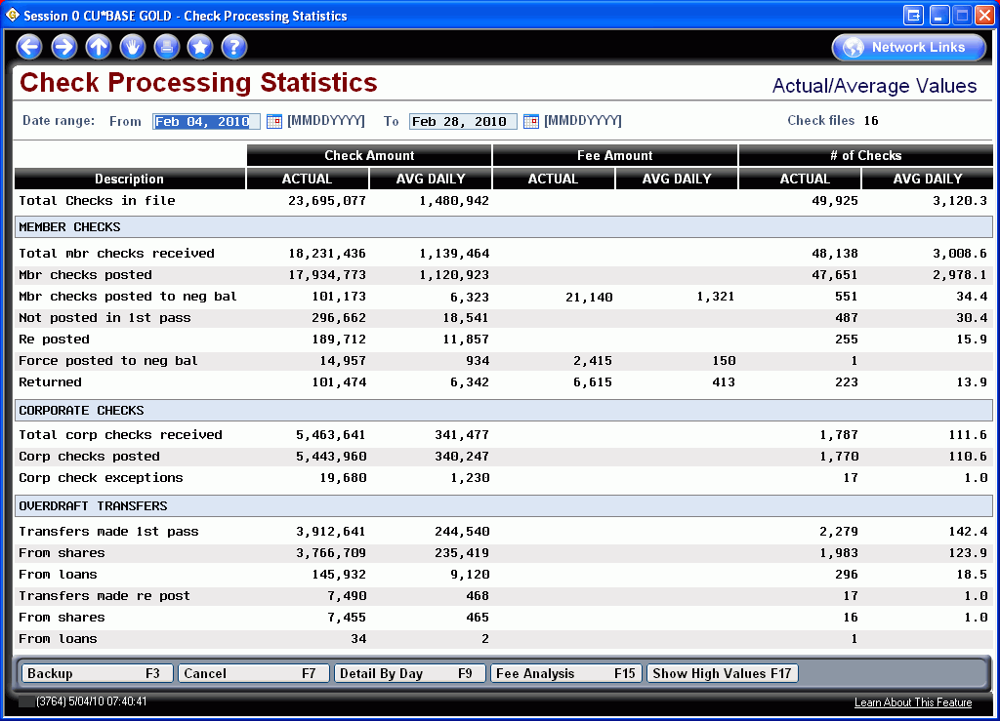 Session 0 CU*BASE GOLD - Check Processing Statistics
? Network Links
Check Processing Statistics Actual/Average Values
Date range: From Feb 04, 2010 [MMDDYYYY] To Feb 28, 2010 [MMDDYYYY] Check files 16
Check Amount Fee Amount # of Checks
Description ACTUAL AVG DAILY ACTUAL AVG DAILY ACTUAL AVG DAILY
Total Checks in file 23,695,077 1,480,942 49,925 3,120.3
MEMBER CHECKS
Total mbr checks received 18,231,436 1,139,464 48,138 3,008.6
Mbr checks posted 17,934,773 1,120,923 47,651 2,978.1
Mbr checks posted to neg bal 101,173 6,323 21,140 1,321 551 34.4
Not posted in 1st pass 296,662 18,541 487 30.4
Re posted 189,712 11,857 255 15.9
Force posted to neg bal 14,957 934 2,415 150 1
Returned 101,474 6,342 6,615 413 223 13.9
CORPORATE CHECKS
Total corp checks received 5,463,641 341,477 1,787 111.6
Corp checks posted 5,443,960 340,247 1,770 110.6
Corp check exceptions 19,680 1,230 17 1.0
OVERDRAFT TRANSFERS
Transfers made 1st pass 3,912,641 244,540 2,279 142.4
From shares 3,766,709 235,419 1,983 123.9
From loans 145,932 9,120 296 18.5
Transfers made re post 7,490 468 17 1.0
From shares 7,455 465 16 1.0
From loans 34 2 1
Backup F3 Cancel F7 Detail By Day F9 Fee Analysis F15 Show High Values F17
(3764) 5/04/10 07:40:41 Learn About This Feature